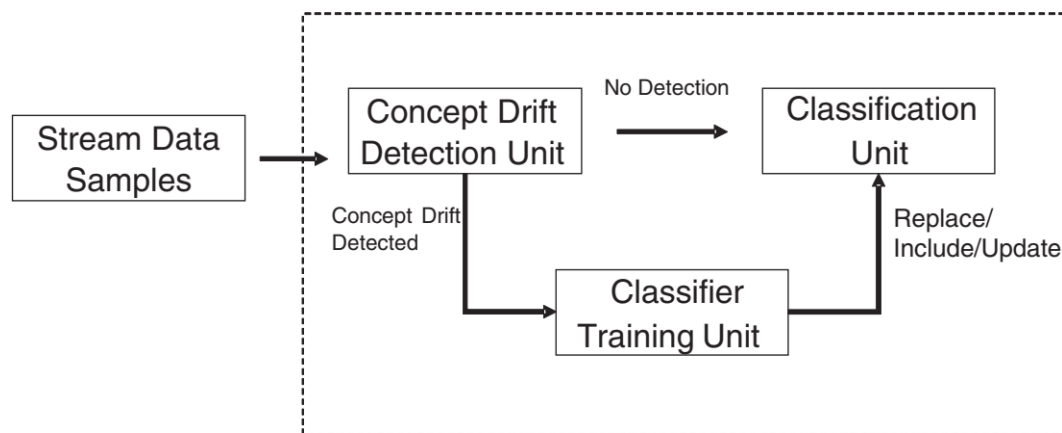 Stream Data
Samples
Concept Drift
Detection Unit
No Detection
Classification
Unit
Concept Drift
Detected
Classifier
Training Unit
Replace/
Include/Update